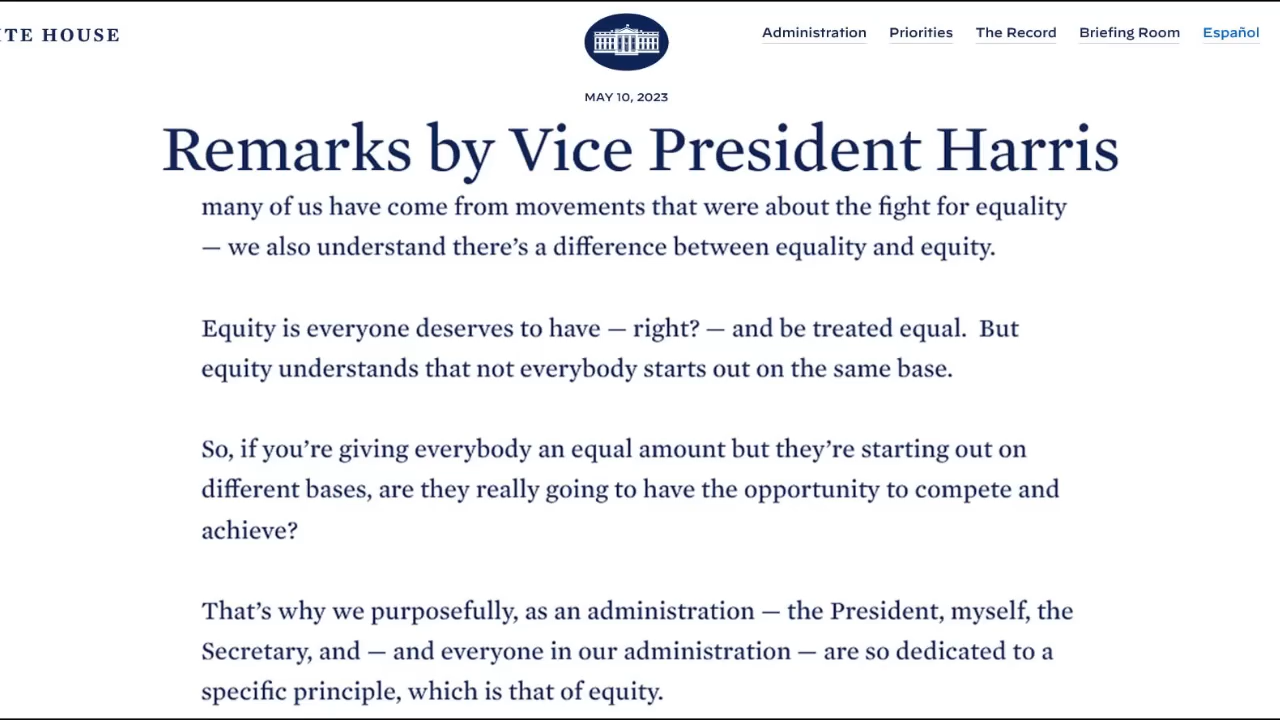 ITE HOUSE
Administration
Priorities
The Record
Briefing Room
Español
MAY 10, 2023
Remarks by Vice President Harris
many of us have come from movements that were about the fight for equality
— we also understand there’s a difference between equality and equity.
Equity is everyone deserves to have — right? — and be treated equal.  But
equity understands that not everybody starts out on the same base.
So, if you’re giving everybody an equal amount but they’re starting out on
different bases, are they really going to have the opportunity to compete and
achieve?
That’s why we purposefully, as an administration — the President, myself, the
Secretary, and — and everyone in our administration — are so dedicated to a
specific principle, which is that of equity.